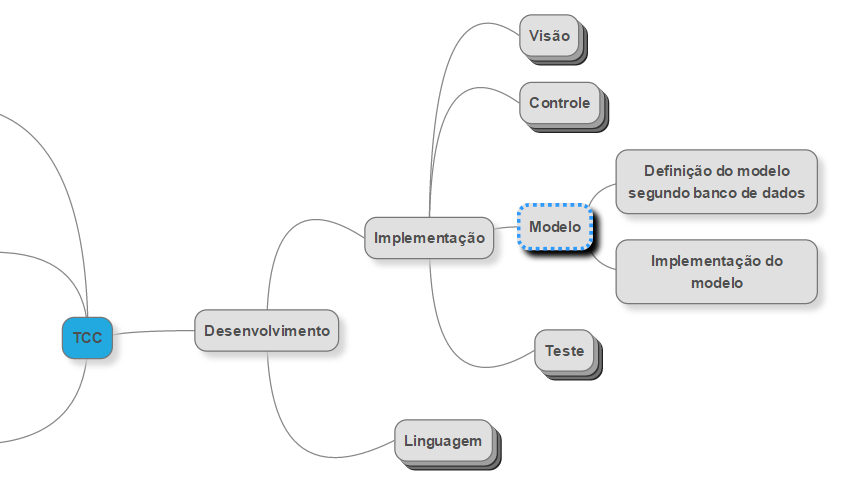 Visão
Controle
Definição do modelo
segundo banco de dados
Modelo
Implementação
Implementação do
modelo
TCC
Desenvolvimento
Teste
Linguagem